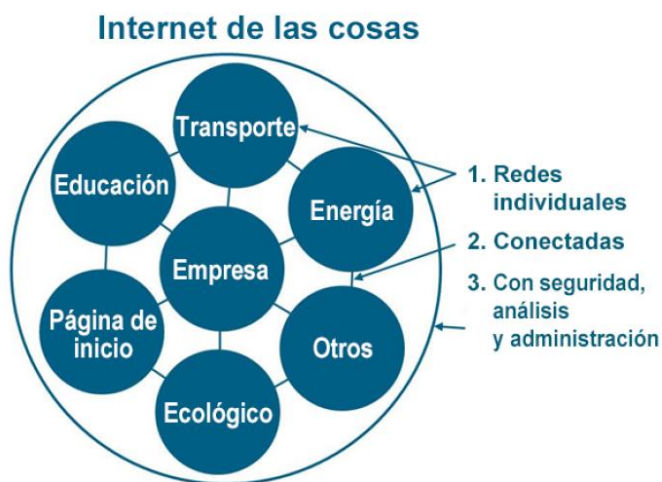 Internet de las cosas
Transporte
Educación
Energía
Empresa
Página de
inicio
Otros
Ecológico
1. Redes
individuales
2. Conectadas
3. Con seguridad,
análisis
y administración